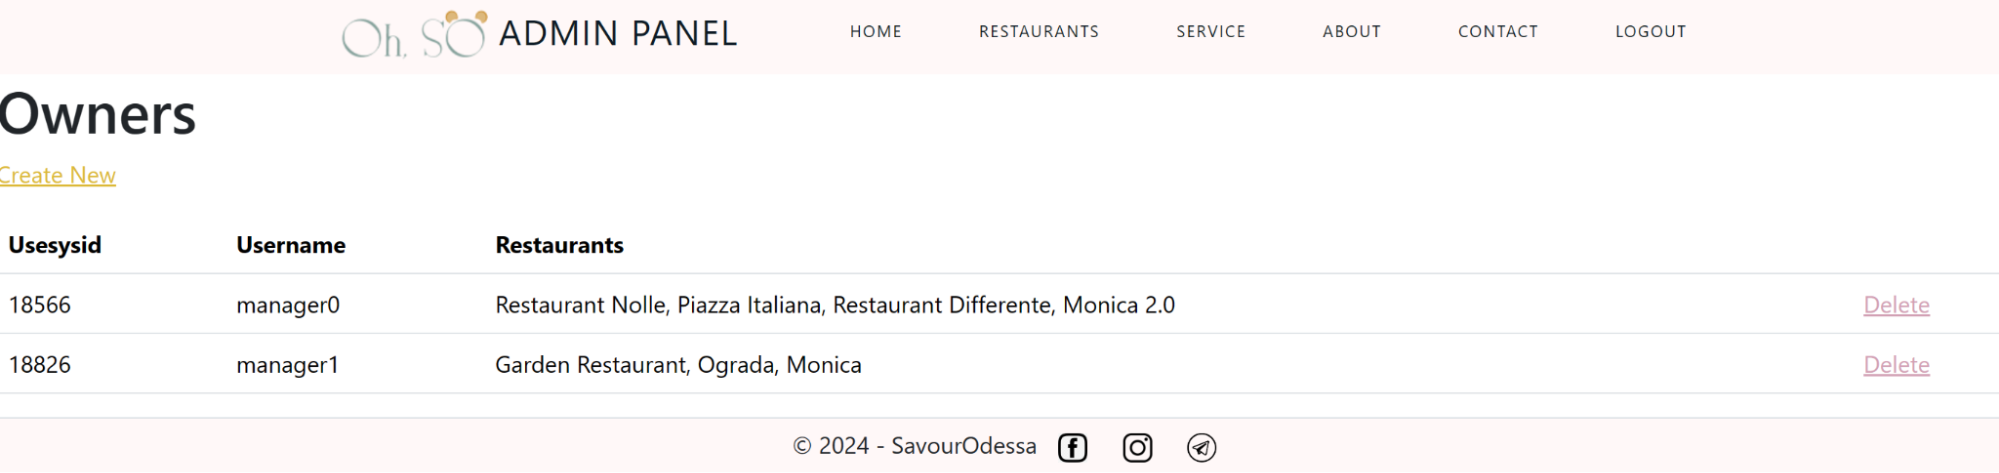 Oh, SO ADMIN PANEL HOME RESTAURANTS SERVICE ABOUT CONTACT LOGOUT
Owners
Create New
Usesysid Username Restaurants
18566 manager0 Restaurant Nolle, Piazza Italiana, Restaurant Differente, Monica 2.0 Delete
18826 manager1 Garden Restaurant, Ograda, Monica Delete
© 2024 - SavourOdessa